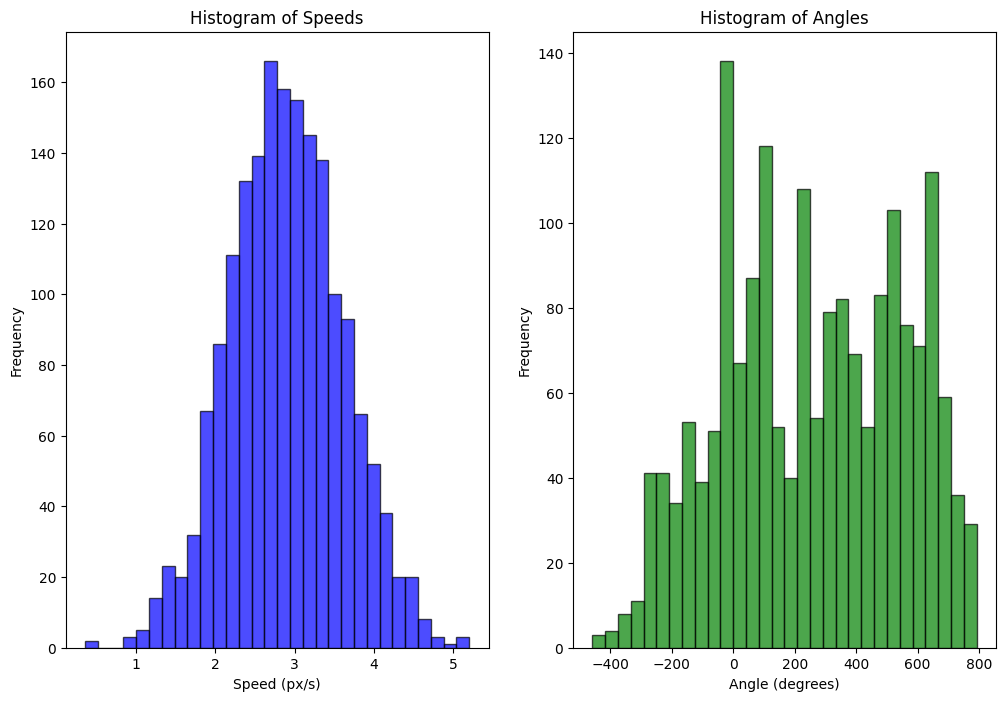 Histogram of Speeds
Frequency
160
140
120
100
80
60
40
20
0
1 2 3 4 5
Speed (px/s)
Histogram of Angles
Frequency
140
120
100
80
60
40
20
0
−400 −200 0 200 400 600 800
Angle (degrees)